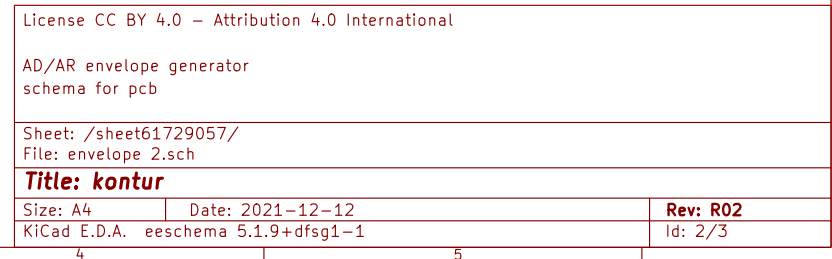 License CC BY 4.0 – Attribution 4.0 International
AD/AR envelope generator
schema for pcb
Sheet: /sheet61729057/
File: envelope 2.sch
Title: kontur
Size: A4 Date: 2021–12–12 Rev: R02
KiCad E.D.A. eeschema 5.1.9+dfsg1–1 Id: 2/3
4 5